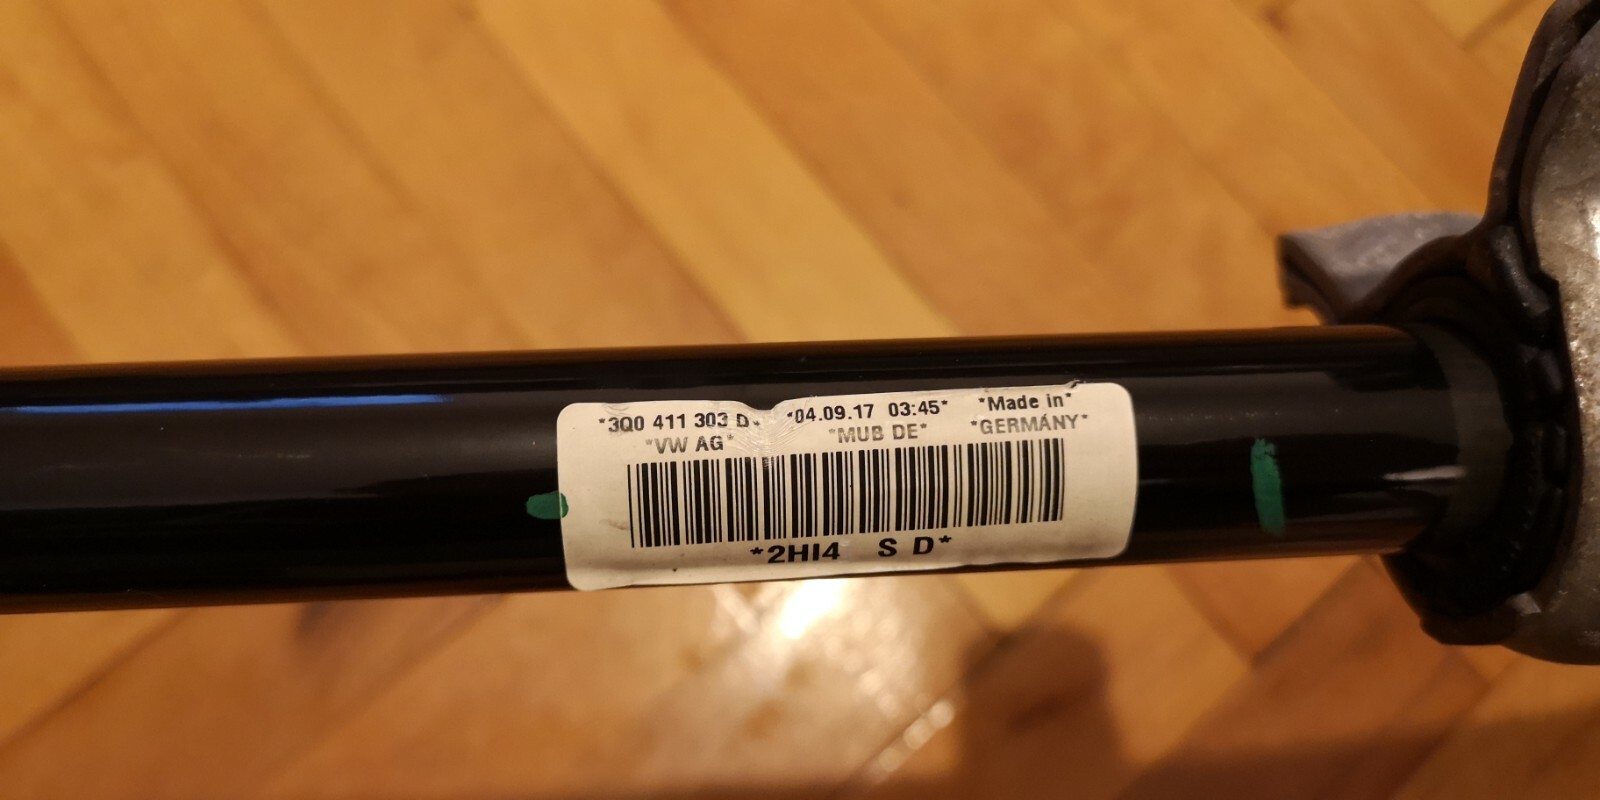 *3Q0 411 303 D* *04.09.17 03:45* *Made in*
*VW AG* *MUB DE* *GERMANY*
*2HI4 S D*